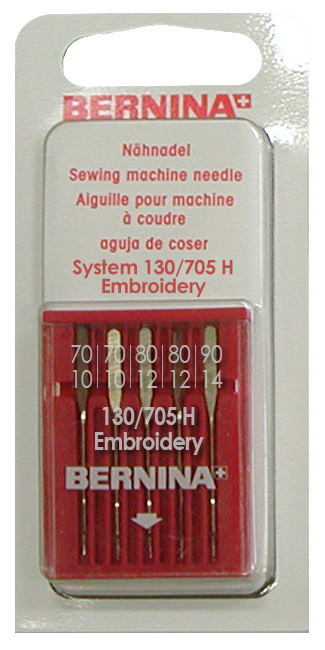 BERNINA+
Nähnadel
Sewing machine needle
Aiguille pour machine
à coudre
aguja de coser
System 130/705 H
Embroidery
70|70|80|80|90
10|10|12|12|14
130/705 H
Embroidery
BERNINA+